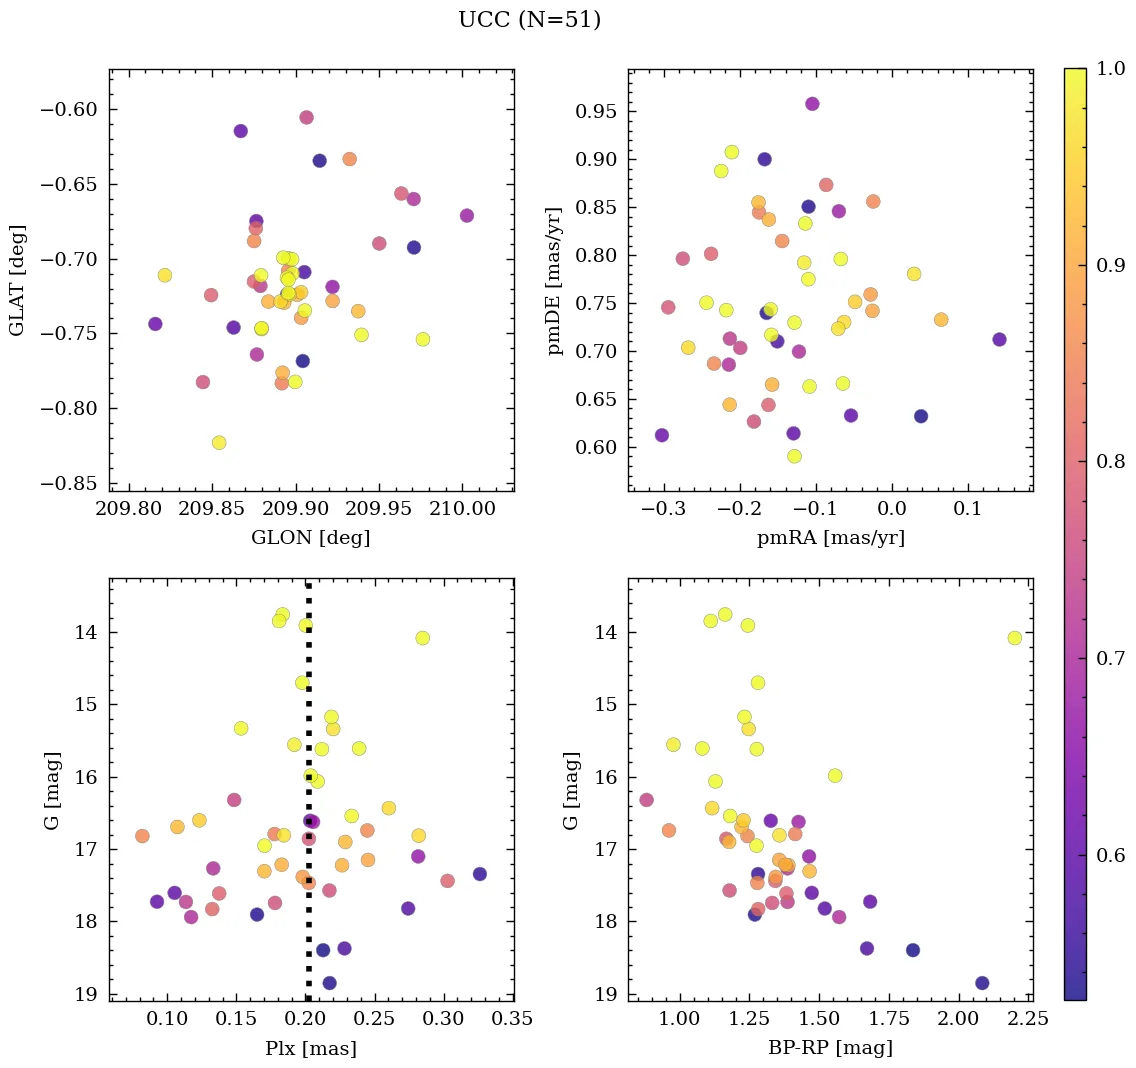 UCC (N=51)
−0.60
−0.65
−0.70
−0.75
−0.80
−0.85
GLAT [deg]
209.80 209.85 209.90 209.95 210.00
GLON [deg]
0.95
0.90
0.85
0.80
0.75
0.70
0.65
0.60
pmDE [mas/yr]
−0.3 −0.2 −0.1 0.0 0.1
pmRA [mas/yr]
14
15
16
17
18
19
G [mag]
0.10 0.15 0.20 0.25 0.30 0.35
Plx [mas]
14
15
16
17
18
19
G [mag]
1.00 1.25 1.50 1.75 2.00 2.25
BP-RP [mag]
1.0
0.9
0.8
0.7
0.6